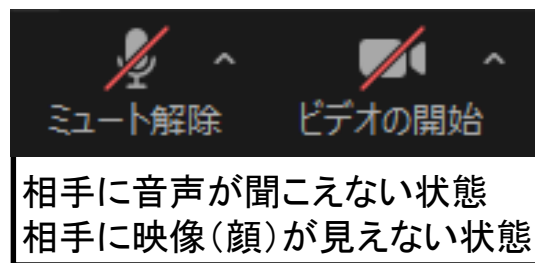 ミュート解除 ビデオの開始
相手に音声が聞こえない状態
相手に映像(顔)が見えない状態